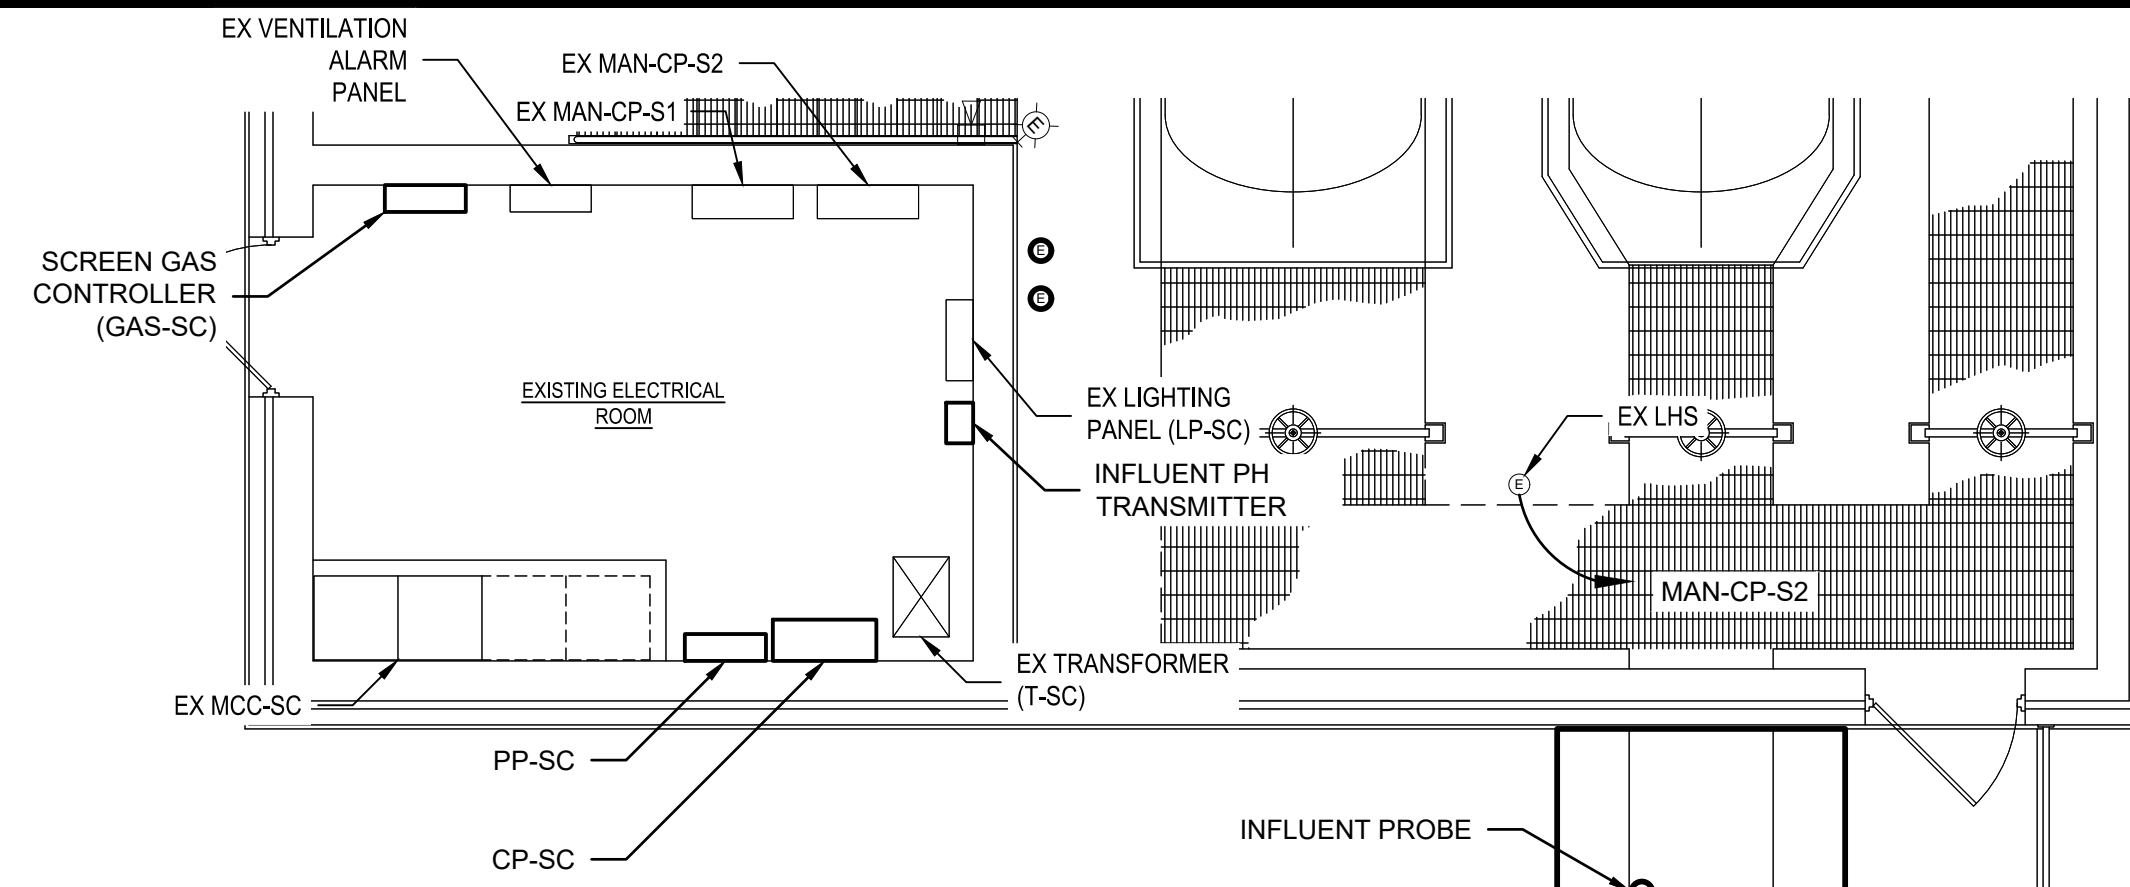 EX VENTILATION
ALARM
PANEL
EX MAN-CP-S2
EX MAN-CP-S1
E
SCREEN GAS
CONTROLLER
(GAS-SC)
E
E
EXISTING ELECTRICAL
ROOM
EX LIGHTING
PANEL (LP-SC)
EX LHS
INFLUENT PH
TRANSMITTER
E
MAN-CP-S2
EX TRANSFORMER
(T-SC)
EX MCC-SC
PP-SC
INFLUENT PROBE
CP-SC